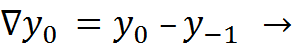 ∇y₀ = y₀ – y₋₁ →